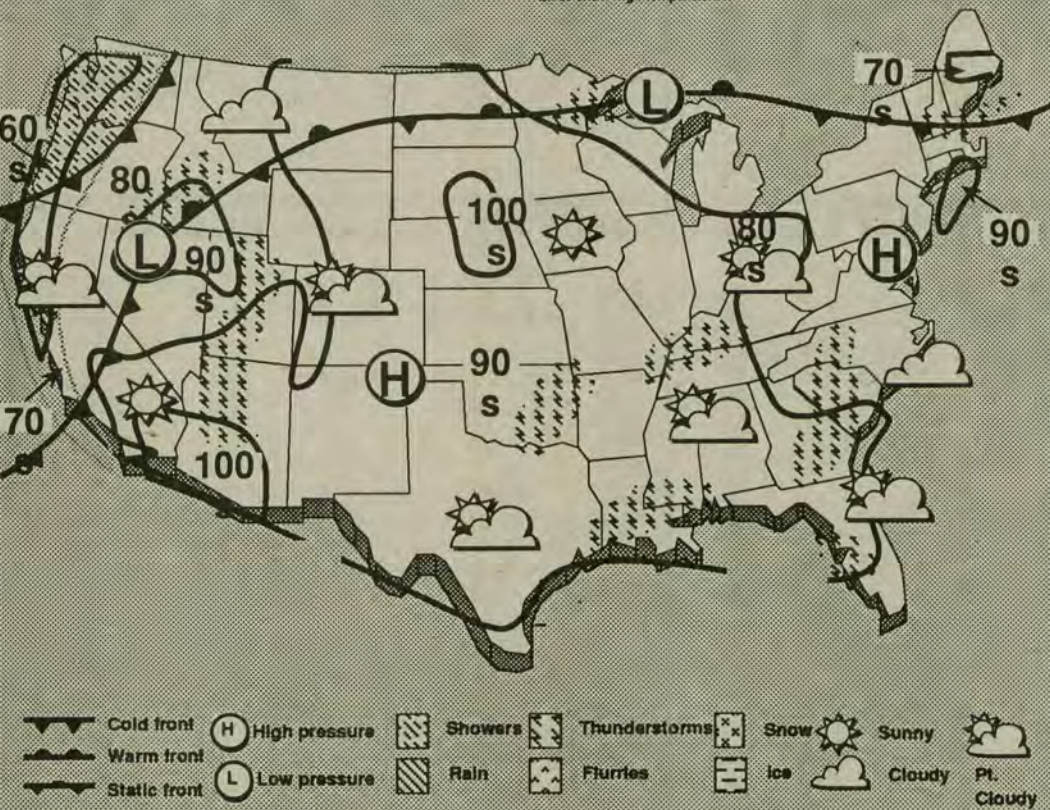 70
s
60
s
80
s
L
L
90
s
100
s
80
s
H
90
s
H
90
s
70
s
100
Cold front
H High pressure
Showers
Thunderstorms
Snow
Sunny
Warm front
L Low pressure
Rain
Flurries
Ice
Cloudy
Pt.
Cloudy
Static front